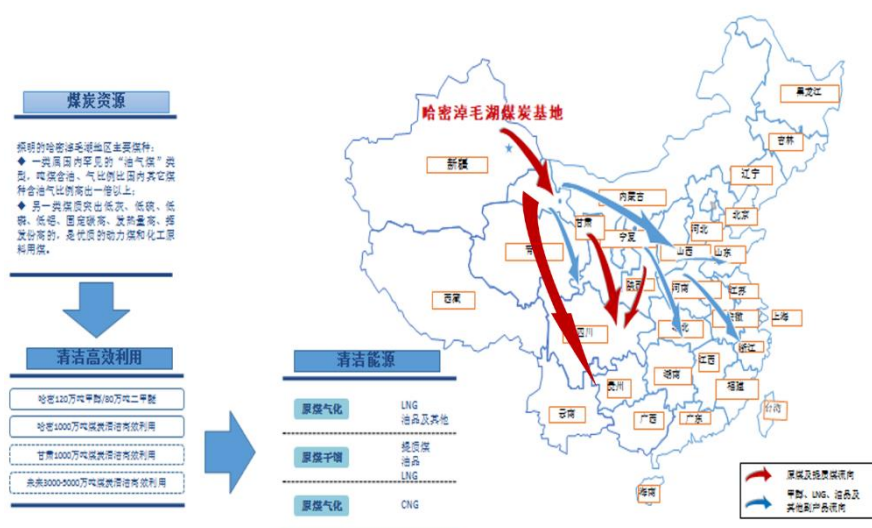 煤炭资源
探明的哈密淖毛湖地区主要煤种:
◆ 一类属国内罕见的“油气煤”类
型,吨煤含油、气比例比国内其它煤
种含油气比例高出一倍以上;
◆ 另一类煤质突出低灰、低硫、低
磷、低铝、固定碳高、发热量高、挥
发份高的,是优质的动力煤和化工原
料用煤。
清洁高效利用
哈密120万吨甲醇/80万吨二甲醚
哈密1000万吨煤炭清洁高效利用
甘肃1000万吨煤炭清洁高效利用
未来3000-5000万吨煤炭清洁高效利用
清洁能源
原煤气化
LNG
油品及其他
原煤干馏
提质煤
油品
LNG
原煤气化
CNG
哈密淖毛湖煤炭基地
黑龙江
吉林
辽宁
新疆
内蒙古
北京
甘肃
宁夏
河北
山西
山东
青
西藏
陕西
河南
江苏
四川
北
徽
上海
浙江
湖南
江西
贵州
福建
云南
广西
广东
台湾
海南
原煤及提质煤流向
甲醇、LNG、油品及
其他副产品流向